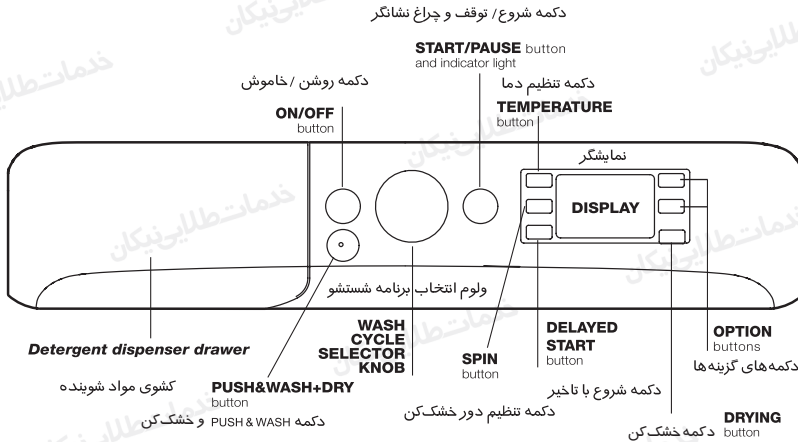 دکمه شروع/ توقف و چراغ نشانگر
START/PAUSE button
and indicator light
دکمه روشن / خاموش
ON/OFF
button
دکمه تنظیم دما
TEMPERATURE
button
نمایشگر
DISPLAY
ولوم انتخاب برنامه شستشو
WASH
CYCLE
SELECTOR
KNOB
Detergent dispenser drawer
کشوی مواد شوینده
PUSH&WASH+DRY
button
دکمه PUSH & WASH و خشک‌کن
SPIN
button
دکمه تنظیم دور خشک‌کن
DELAYED
START
button
دکمه شروع با تاخیر
OPTION
buttons
دکمه‌های گزینه‌ها
DRYING
button
دکمه خشک‌کن
خدمات‌طلایی‌نیکان